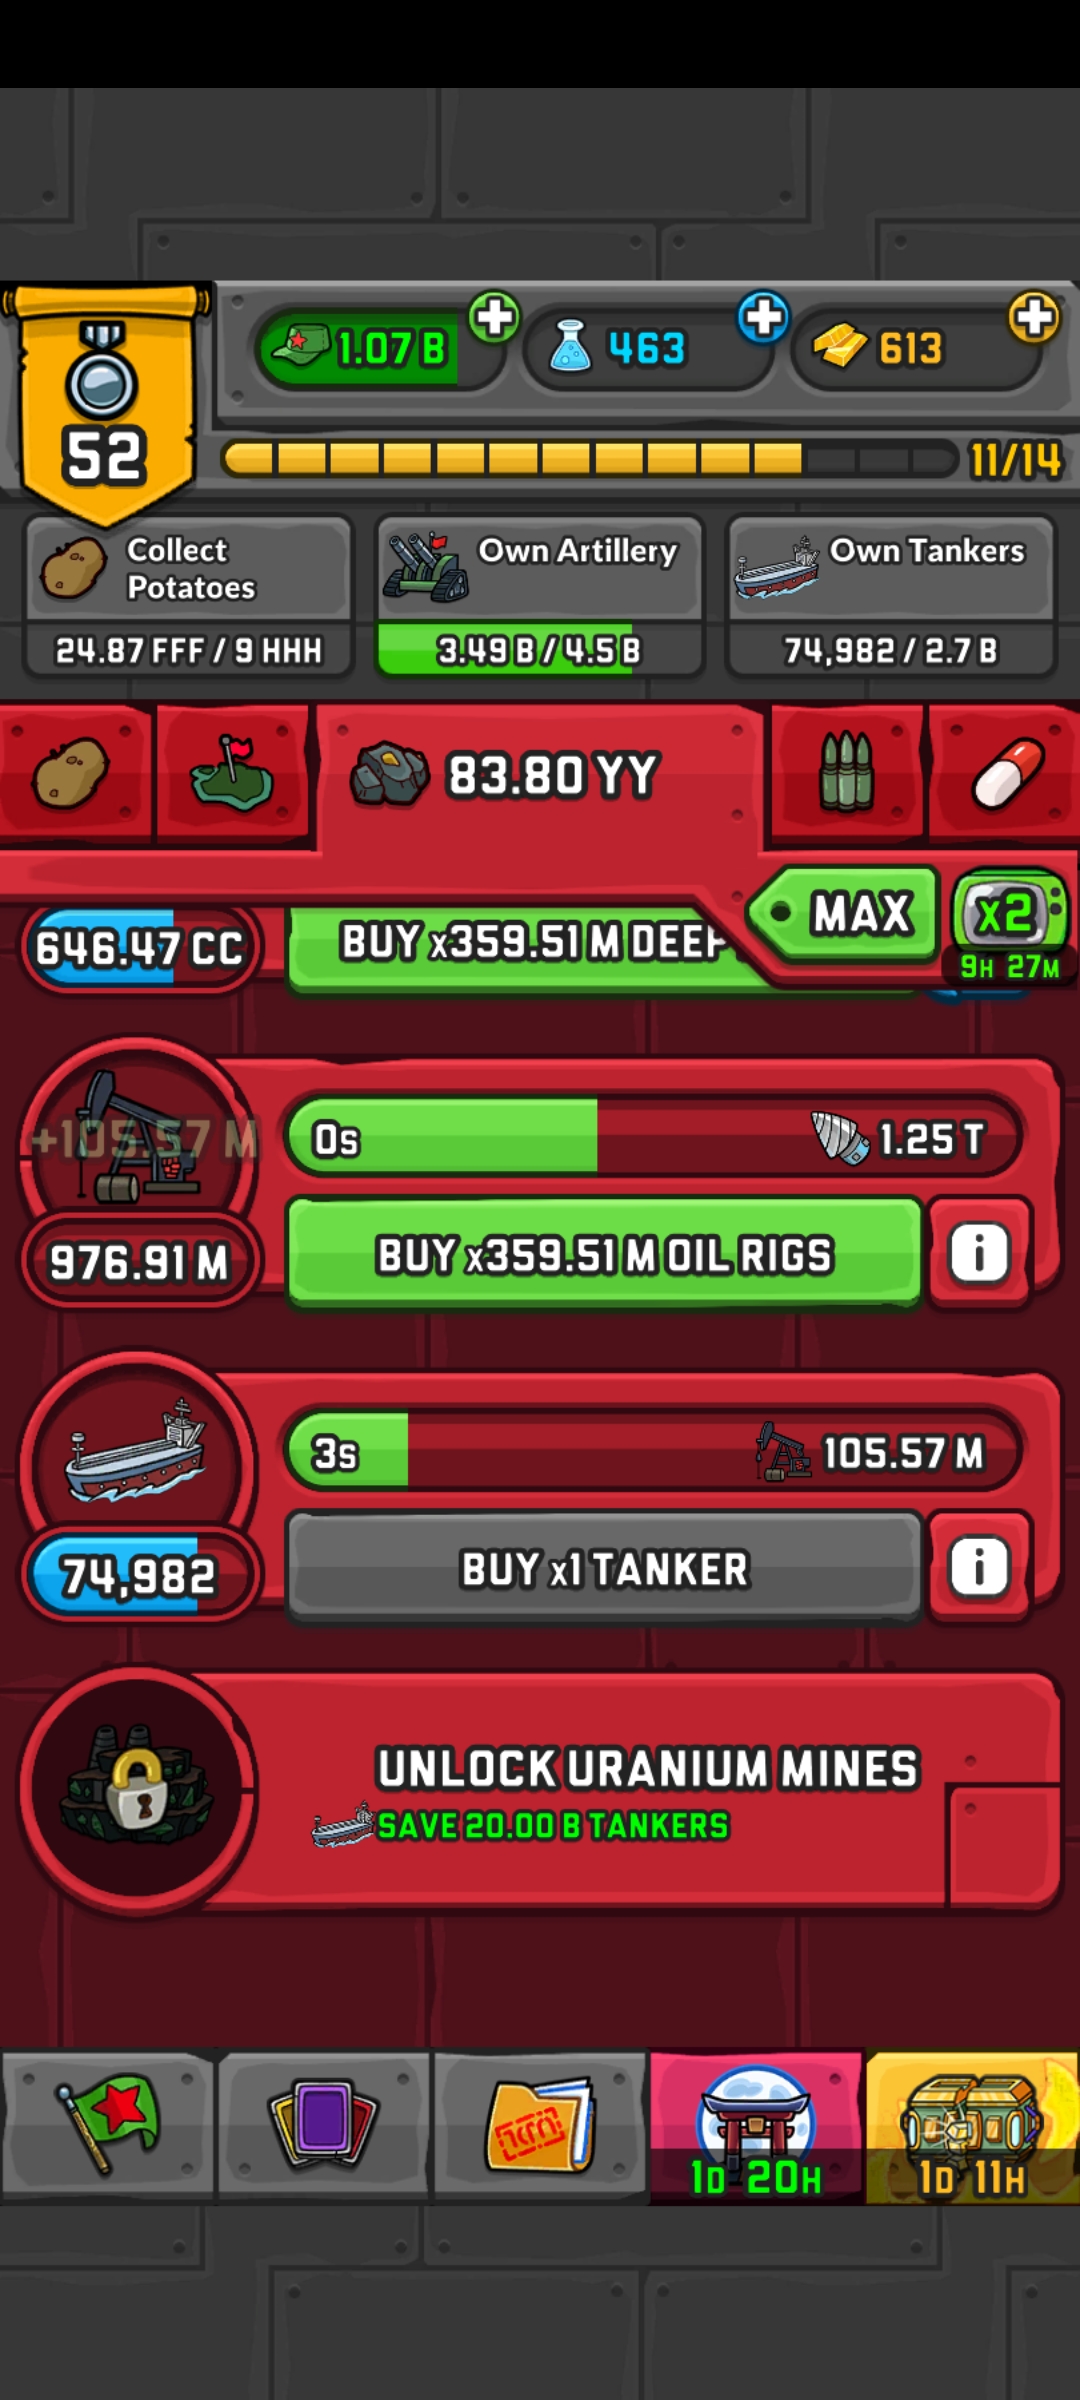 1.07 B
463
613
52
11/14
Collect
Potatoes
24.87 FFF / 9 HHH
Own Artillery
3.49 B / 4.5 B
Own Tankers
74,982 / 2.7 B
83.80 YY
MAX
x2
9H 27M
646.47 CC
BUY x359.51 M DEEP
+105.57 M
0s
1.25 T
976.91 M
BUY x359.51 M OIL RIGS
i
3s
105.57 M
74,982
BUY x1 TANKER
i
UNLOCK URANIUM MINES
SAVE 20.00 B TANKERS
1D 20H
1D 11H